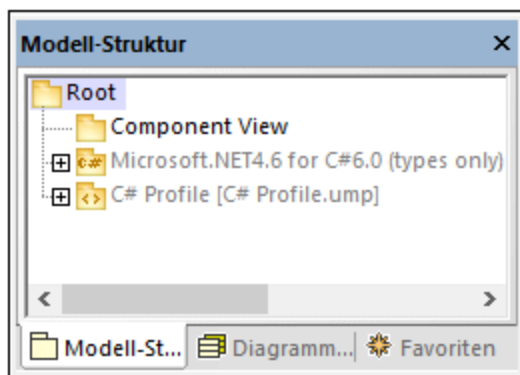 Modell-Struktur
Root
Component View
Microsoft.NET4.6 for C#6.0 (types only)
C# Profile [C# Profile.ump]
Modell-St... Diagramm... Favoriten